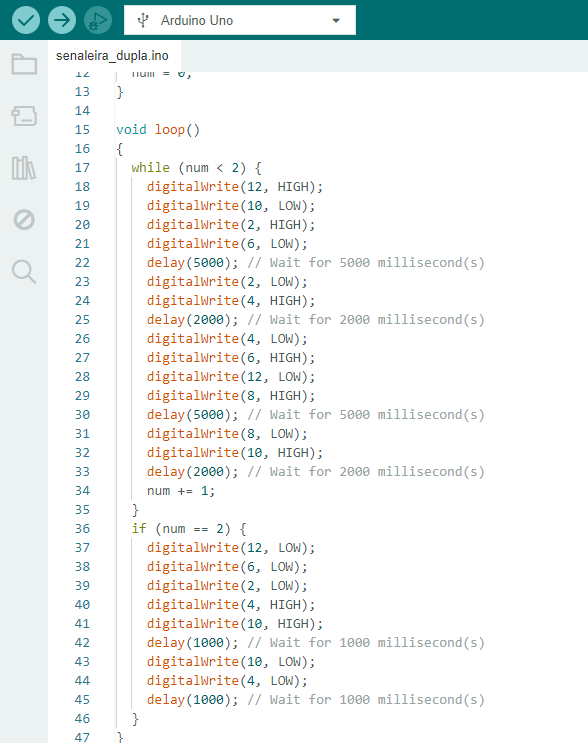 Arduino Uno
senaleira_dupla.ino
12 num = 0;
13 }
14
15 void loop()
16 {
17 while (num < 2) {
18 digitalWrite(12, HIGH);
19 digitalWrite(10, LOW);
20 digitalWrite(2, HIGH);
21 digitalWrite(6, LOW);
22 delay(5000); // Wait for 5000 millisecond(s)
23 digitalWrite(2, LOW);
24 digitalWrite(4, HIGH);
25 delay(2000); // Wait for 2000 millisecond(s)
26 digitalWrite(4, LOW);
27 digitalWrite(6, HIGH);
28 digitalWrite(12, LOW);
29 digitalWrite(8, HIGH);
30 delay(5000); // Wait for 5000 millisecond(s)
31 digitalWrite(8, LOW);
32 digitalWrite(10, HIGH);
33 delay(2000); // Wait for 2000 millisecond(s)
34 num += 1;
35 }
36 if (num == 2) {
37 digitalWrite(12, LOW);
38 digitalWrite(6, LOW);
39 digitalWrite(2, LOW);
40 digitalWrite(4, HIGH);
41 digitalWrite(10, HIGH);
42 delay(1000); // Wait for 1000 millisecond(s)
43 digitalWrite(10, LOW);
44 digitalWrite(4, LOW);
45 delay(1000); // Wait for 1000 millisecond(s)
46 }
47 }